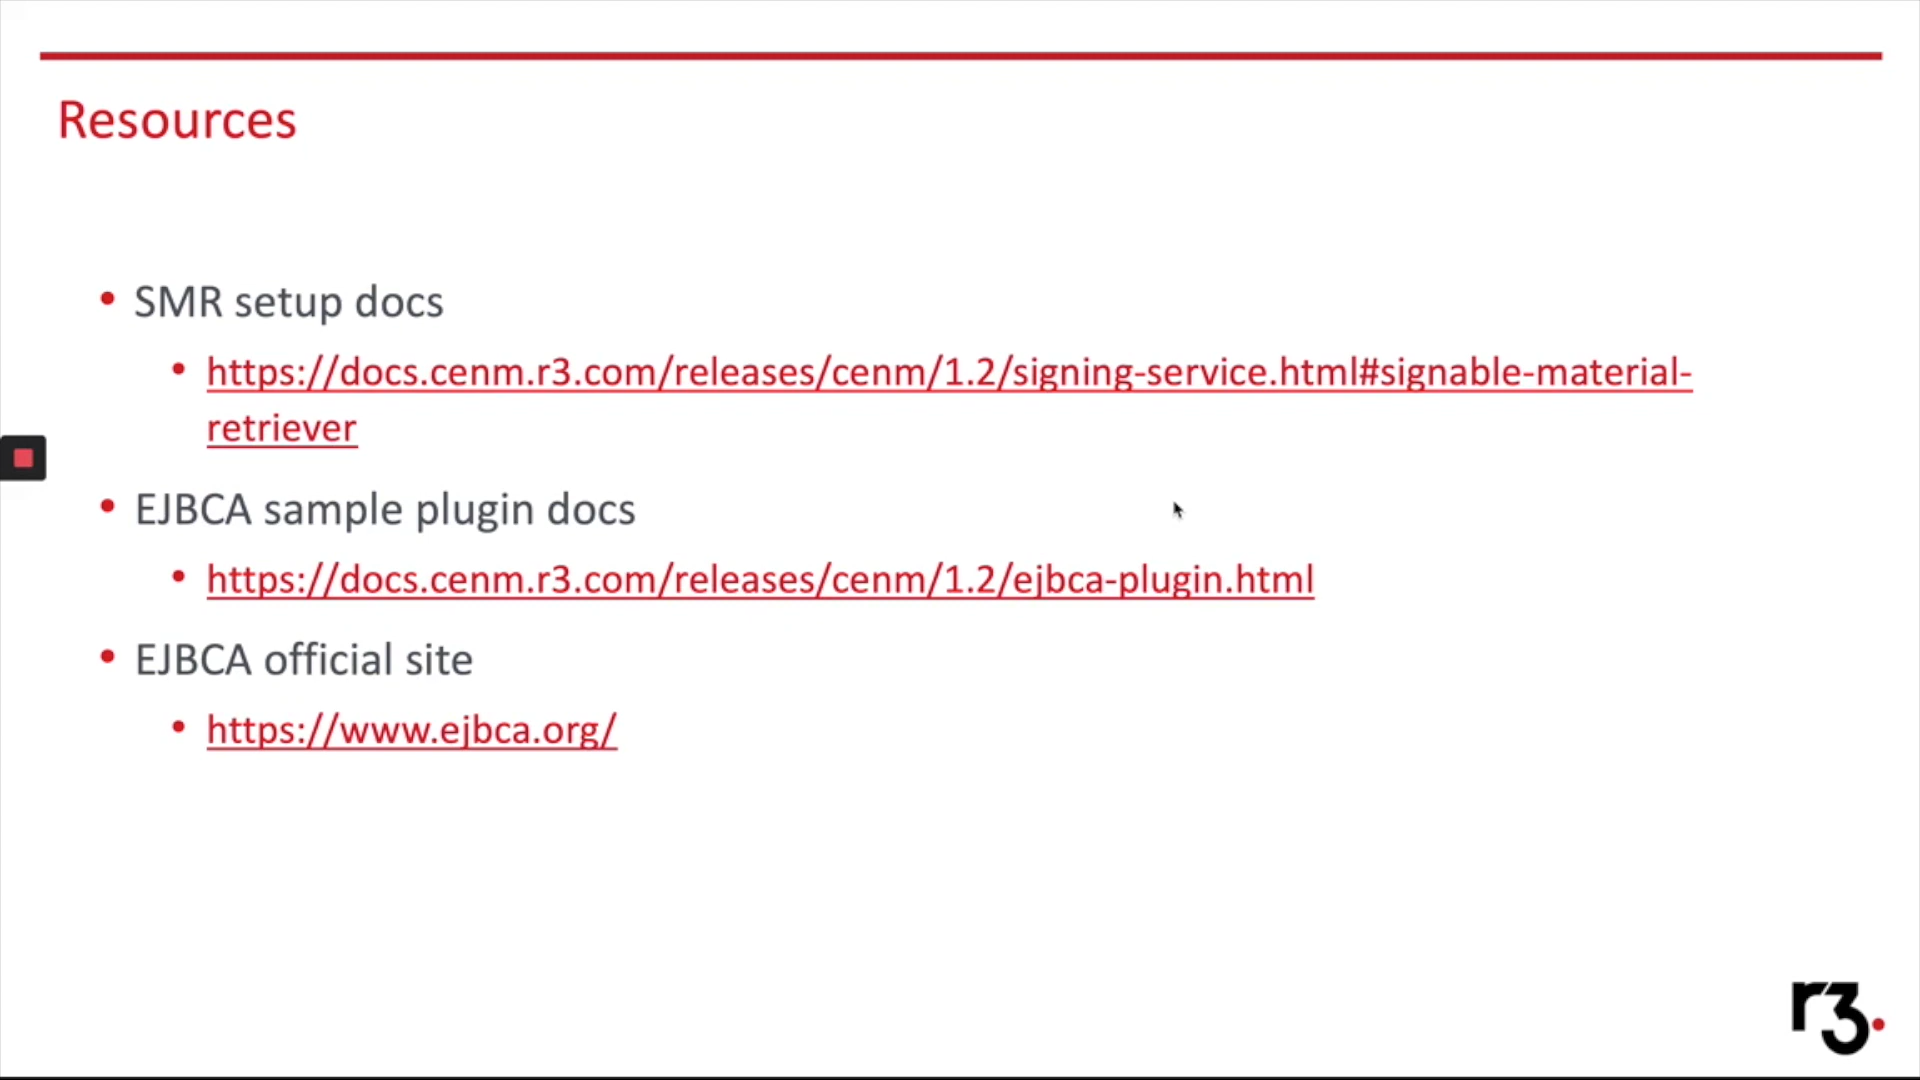 Resources
• SMR setup docs
• https://docs.cenm.r3.com/releases/cenm/1.2/signing-service.html#signable-material-
retriever
• EJBCA sample plugin docs
• https://docs.cenm.r3.com/releases/cenm/1.2/ejbca-plugin.html
• EJBCA official site
• https://www.ejbca.org/
r3.